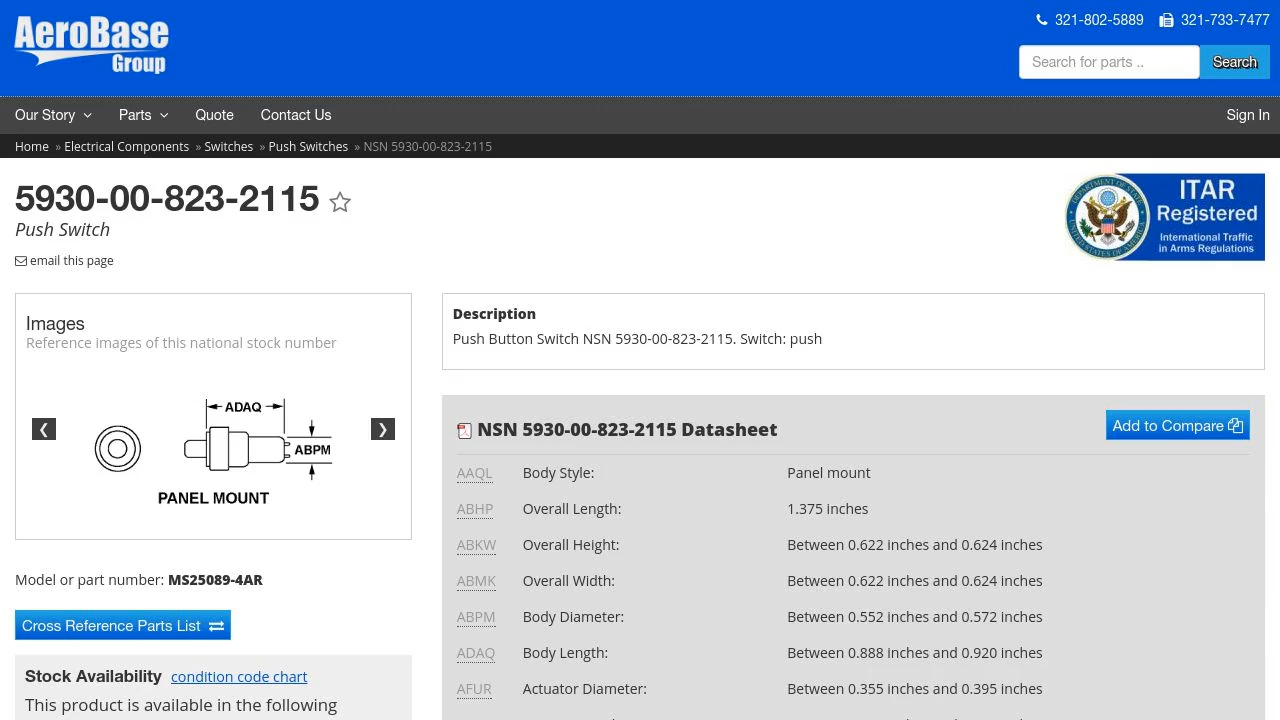 AeroBase
Group
321-802-5889 321-733-7477
Search for parts .. Search
Our Story Parts Quote Contact Us Sign In
Home » Electrical Components » Switches » Push Switches » NSN 5930-00-823-2115
5930-00-823-2115
Push Switch
email this page
ITAR
Registered
International Traffic
in Arms Regulations
Images
Reference images of this national stock number
❮ ❯
ADAQ
ABPM
PANEL MOUNT
Model or part number: MS25089-4AR
Cross Reference Parts List
Stock Availability condition code chart
This product is available in the following
Description
Push Button Switch NSN 5930-00-823-2115. Switch: push
NSN 5930-00-823-2115 Datasheet
Add to Compare
AAQL Body Style: Panel mount
ABHP Overall Length: 1.375 inches
ABKW Overall Height: Between 0.622 inches and 0.624 inches
ABMK Overall Width: Between 0.622 inches and 0.624 inches
ABPM Body Diameter: Between 0.552 inches and 0.572 inches
ADAQ Body Length: Between 0.888 inches and 0.920 inches
AFUR Actuator Diameter: Between 0.355 inches and 0.395 inches